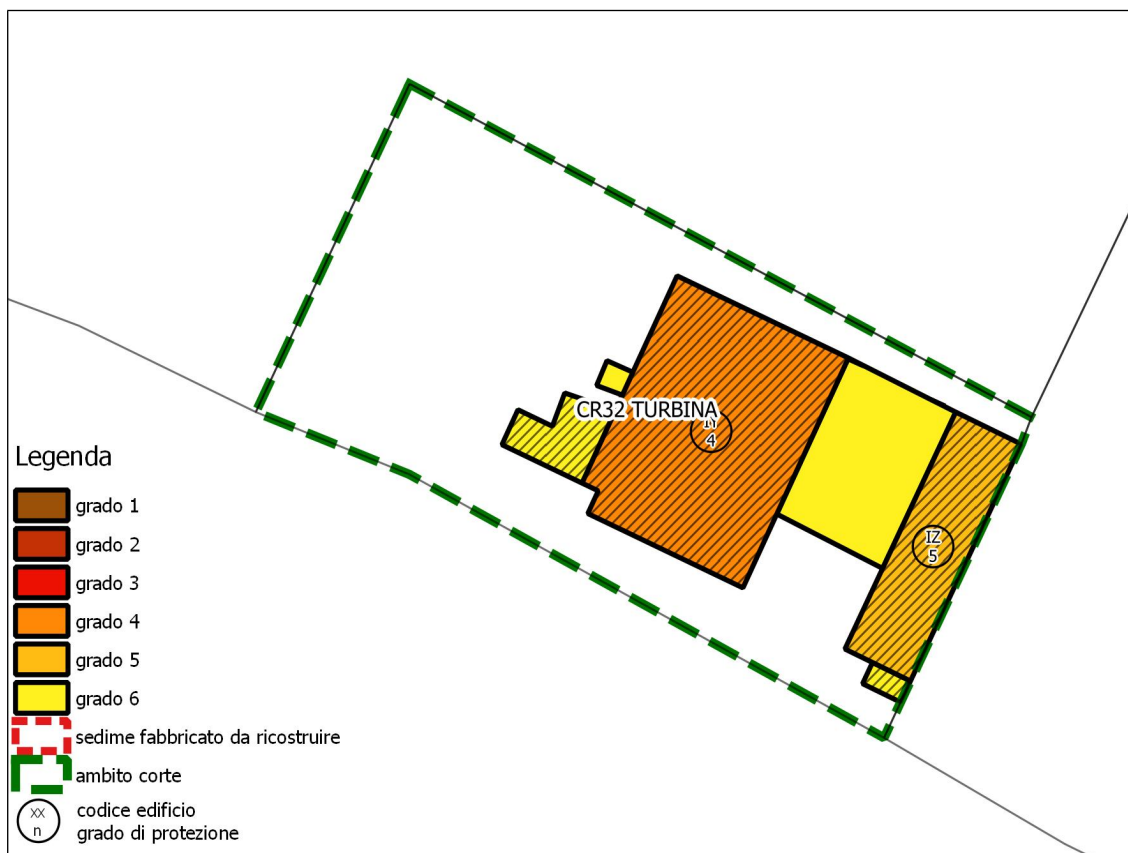 CR32 TURBINA
4
IZ
5
Legenda
grado 1
grado 2
grado 3
grado 4
grado 5
grado 6
sedime fabbricato da ricostruire
ambito corte
xx
n
codice edificio
grado di protezione